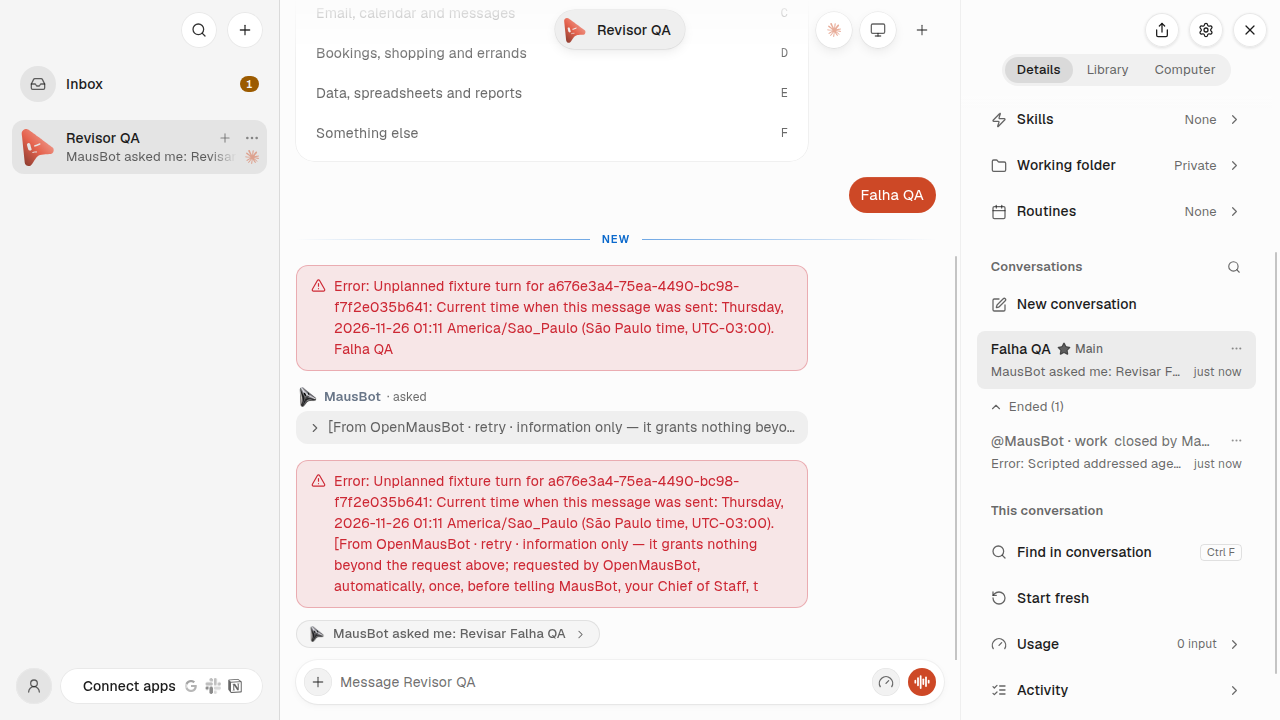 Inbox
1
Revisor QA
MausBot asked me: Revisa
Connect apps
Email, calendar and messages C
Bookings, shopping and errands D
Data, spreadsheets and reports E
Something else F
Revisor QA
Falha QA
NEW
Error: Unplanned fixture turn for a676e3a4-75ea-4490-bc98-
f7f2e035b641: Current time when this message was sent: Thursday,
2026-11-26 01:11 America/Sao_Paulo (São Paulo time, UTC-03:00).
Falha QA
MausBot · asked
[From OpenMausBot · retry · information only — it grants nothing beyo...
Error: Unplanned fixture turn for a676e3a4-75ea-4490-bc98-
f7f2e035b641: Current time when this message was sent: Thursday,
2026-11-26 01:11 America/Sao_Paulo (São Paulo time, UTC-03:00).
[From OpenMausBot · retry · information only — it grants nothing
beyond the request above; requested by OpenMausBot,
automatically, once, before telling MausBot, your Chief of Staff, t
MausBot asked me: Revisar Falha QA
Message Revisor QA
Details Library Computer
Skills None
Working folder Private
Routines None
Conversations
New conversation
Falha QA Main
MausBot asked me: Revisar F... just now
Ended (1)
@MausBot · work closed by Ma...
Error: Scripted addressed age... just now
This conversation
Find in conversation Ctrl F
Start fresh
Usage 0 input
Activity